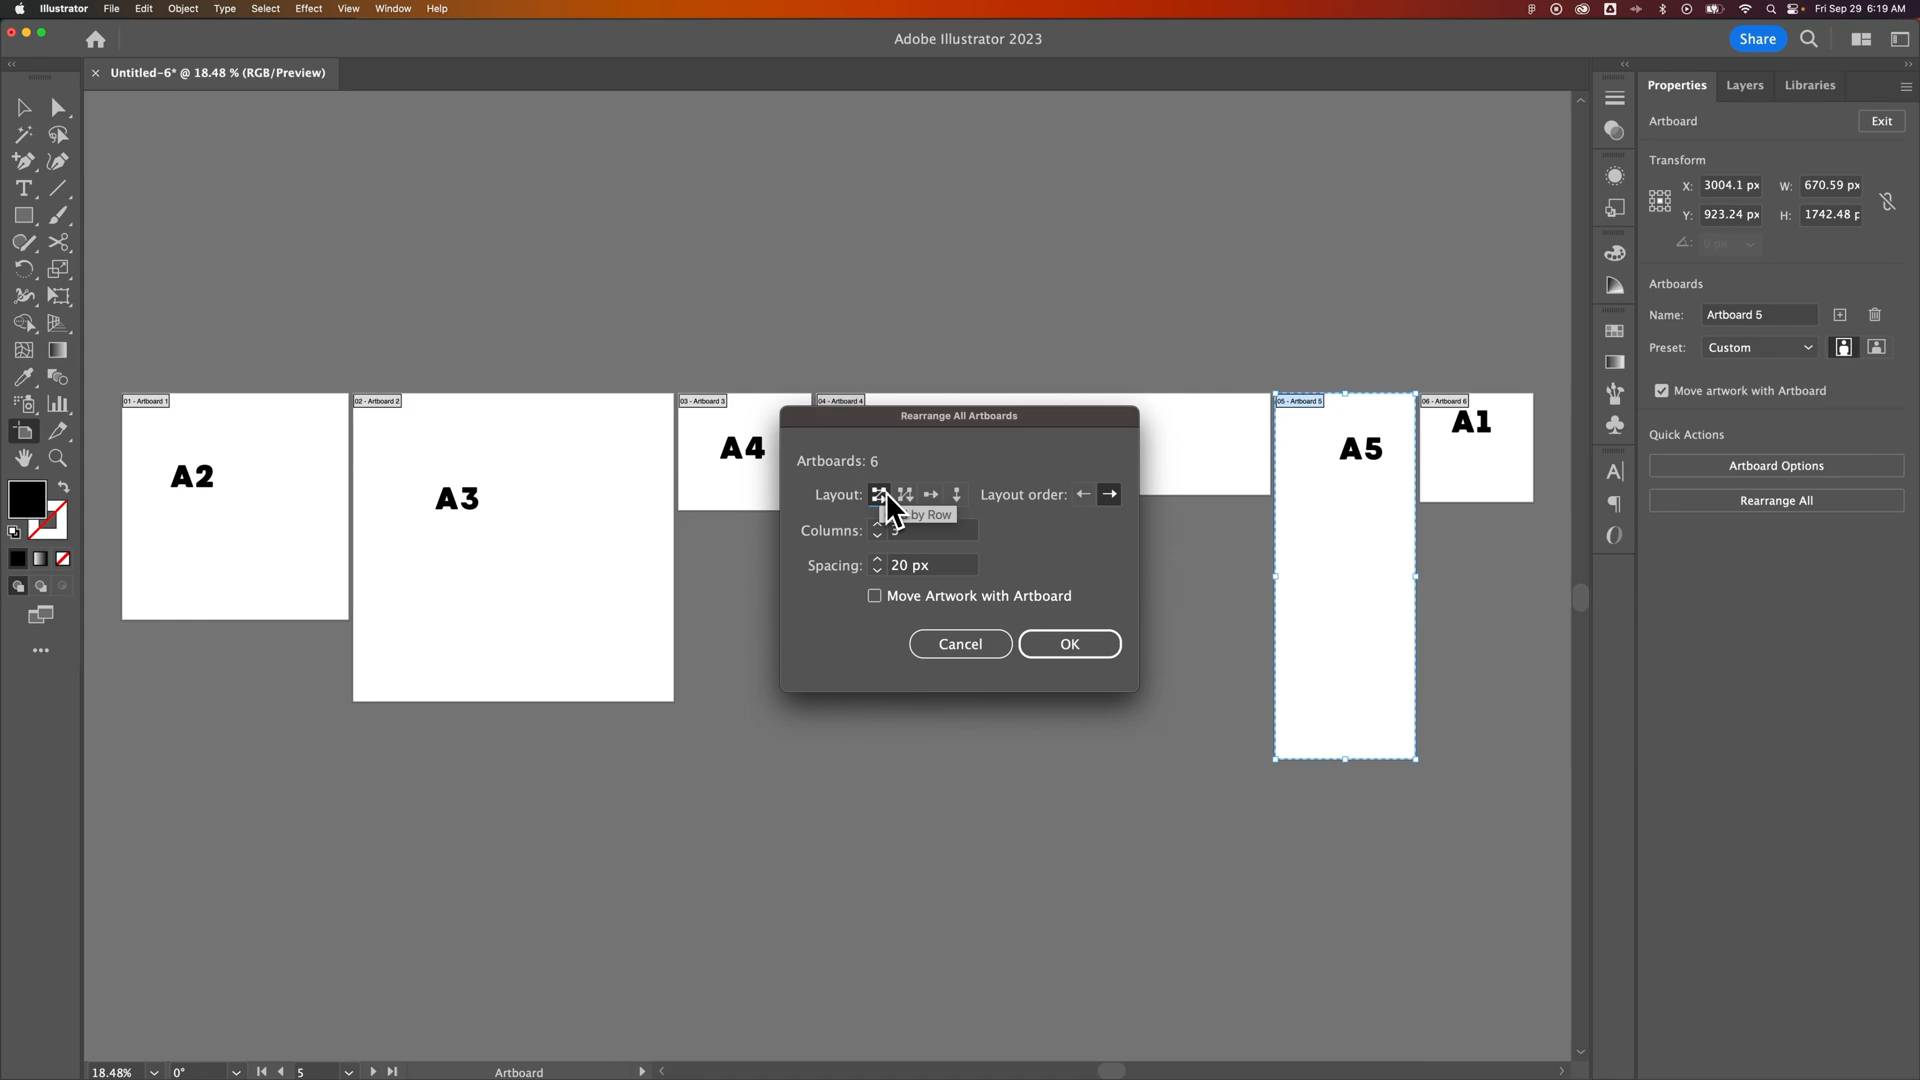 Illustrator File Edit Object Type Select Effect View Window Help
Fri Sep 29 6:19 AM
Adobe Illustrator 2023
Share
Untitled-6* @ 18.48 % (RGB/Preview)
Properties Layers Libraries
Artboard Exit
Transform
X: 3004.1 px W: 670.59 px
Y: 923.24 px H: 1742.48 p
0 px
Artboards
Name: Artboard 5
Preset: Custom
Move artwork with Artboard
Quick Actions
Artboard Options
Rearrange All
01 - Artboard 1
02 - Artboard 2
03 - Artboard 3
04 - Artboard 4
05 - Artboard 5
06 - Artboard 6
A2
A3
A4
A5
A1
Rearrange All Artboards
Artboards: 6
Layout: Layout order:
by Row
Columns:
Spacing: 20 px
Move Artwork with Artboard
Cancel OK
18.48% 0° 5 Artboard